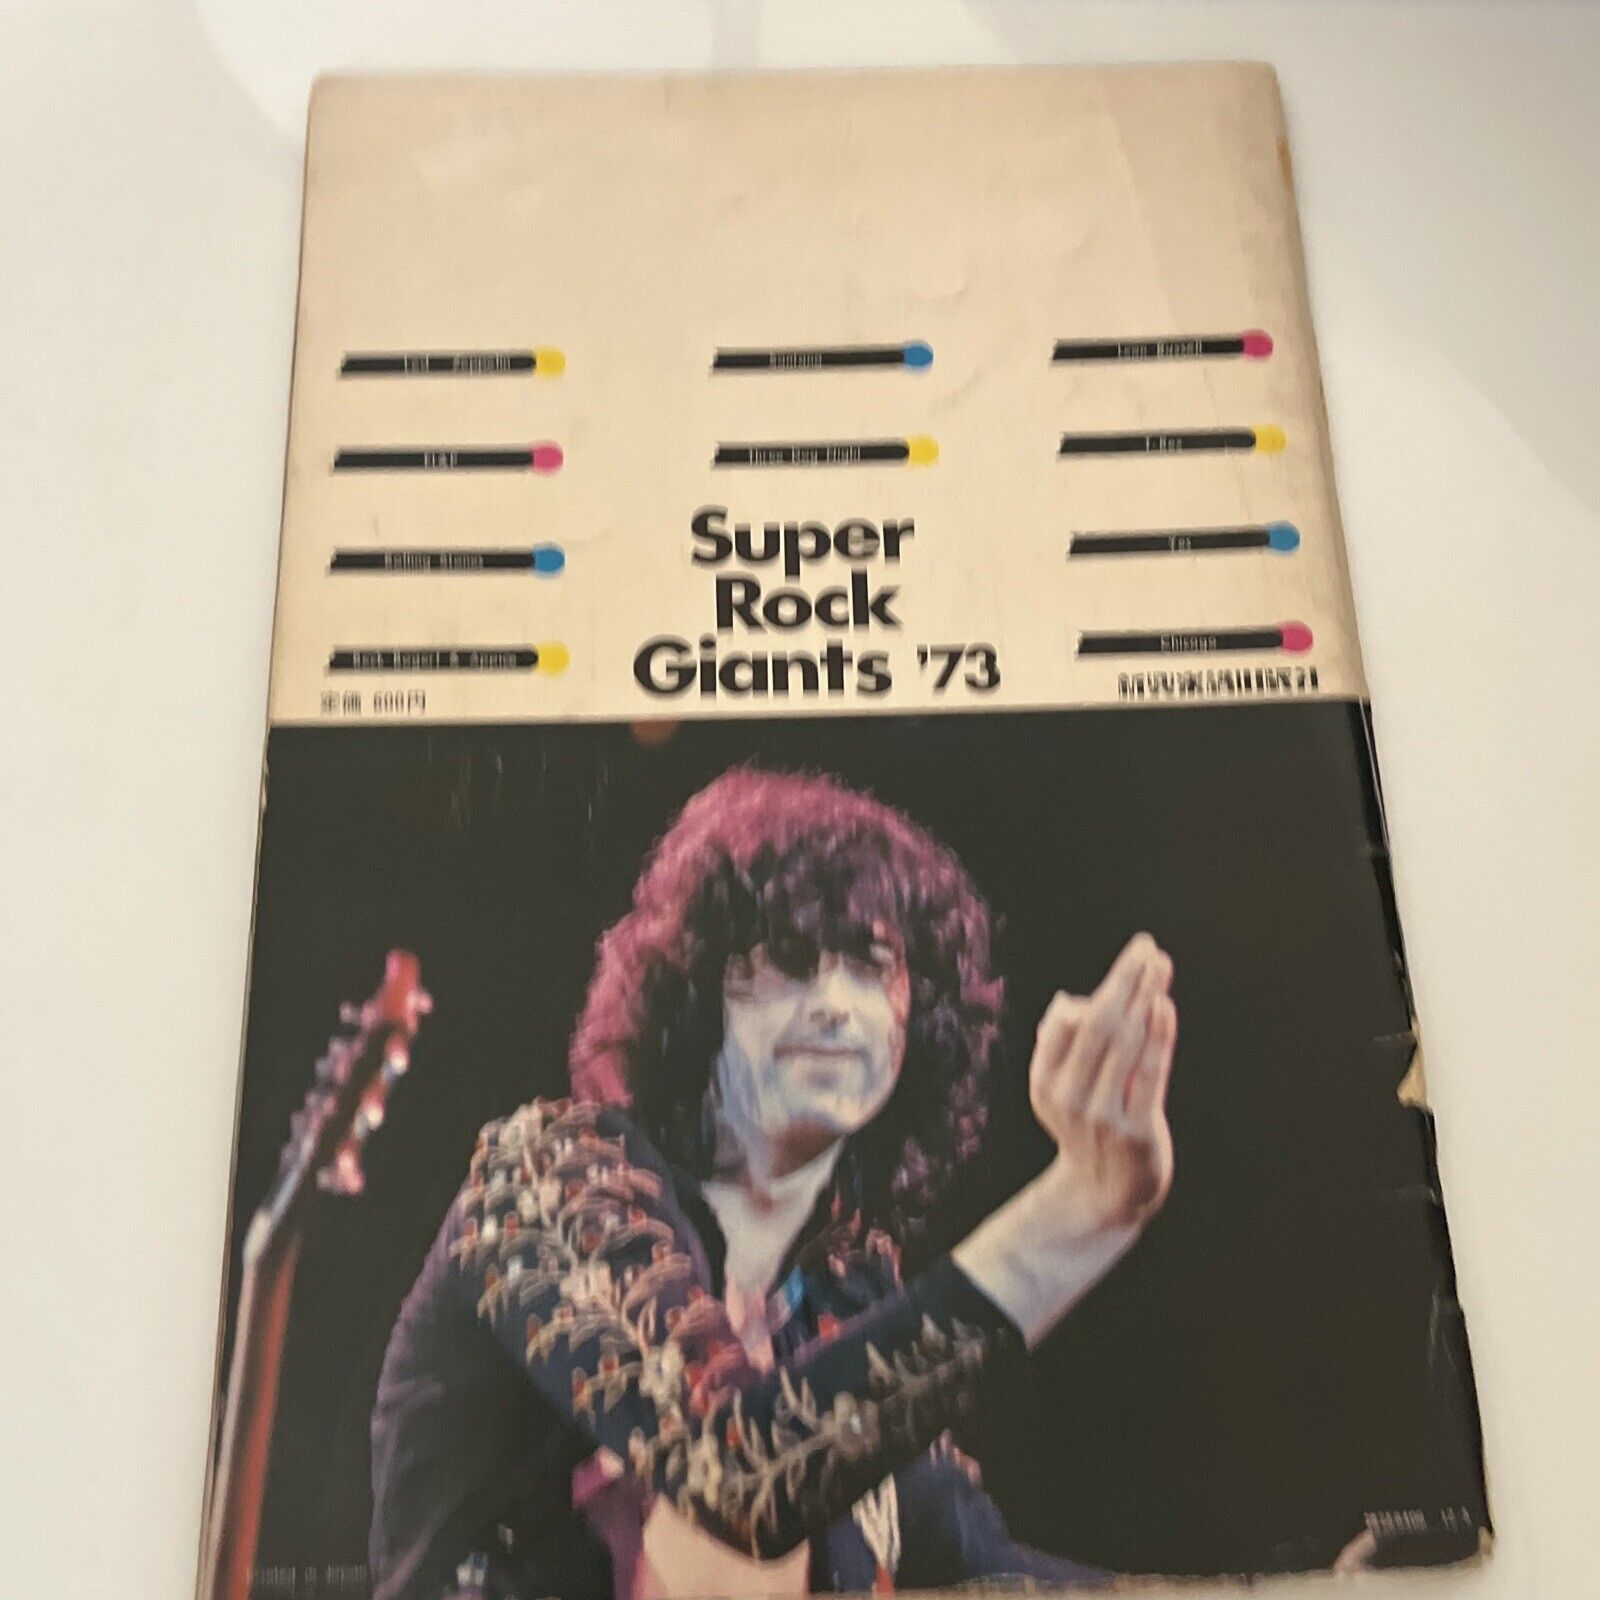 Led Zeppelin
Santana
Leon Russell
EL&P
Three Dog Night
T-Rex
Rolling Stones
Yes
Chicago
Super
Rock
Giants '73
定価 600円